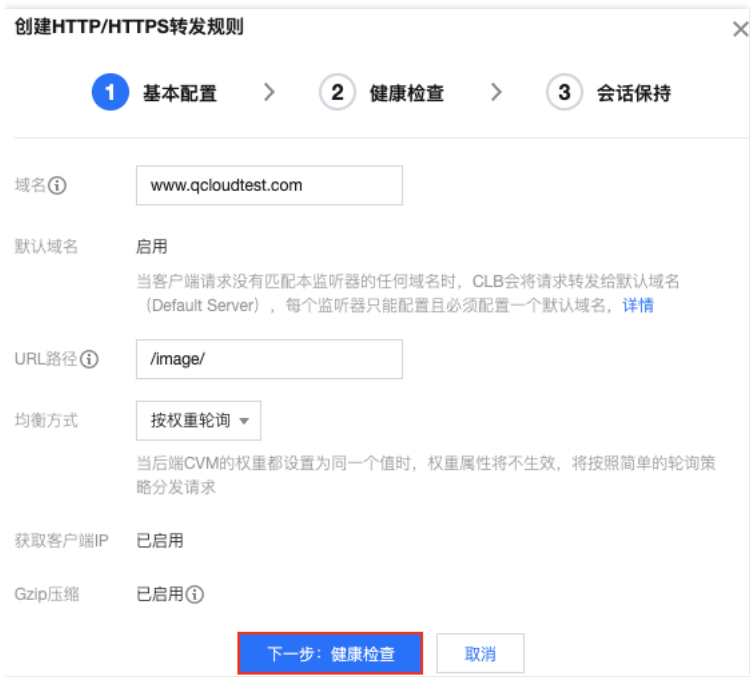 创建HTTP/HTTPS转发规则
1 基本配置 > 2 健康检查 > 3 会话保持
域名 www.qcloudtest.com
默认域名 启用
当客户端请求没有匹配本监听器的任何域名时，CLB会将请求转发给默认域名
（Default Server），每个监听器只能配置且必须配置一个默认域名，详情
URL路径 /image/
均衡方式 按权重轮询
当后端CVM的权重都设置为同一个值时，权重属性将不生效，将按照简单的轮询策
略分发请求
获取客户端IP 已启用
Gzip压缩 已启用
下一步：健康检查 取消